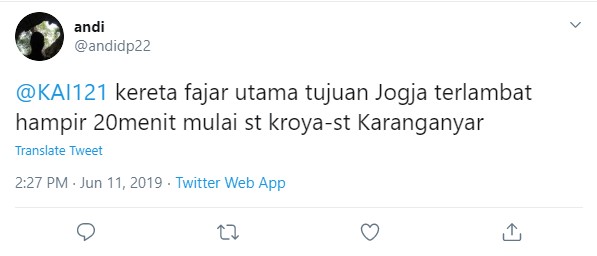 andi
@andidp22
@KAI121 kereta fajar utama tujuan Jogja terlambat
hampir 20menit mulai st kroya-st Karanganyar
Translate Tweet
2:27 PM · Jun 11, 2019 · Twitter Web App